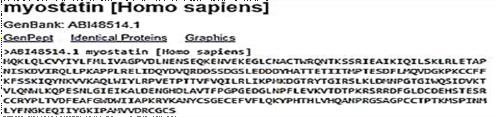 myostatin [Homo sapiens]
GenBank: ABI48514.1
GenPept Identical Proteins Graphics
>ABI48514.1 myostatin [Homo sapiens]
MQKLQLCVYIYLFMLIVAGPVDLNENSEQKENVEKEGLCNACTWRQNTKSSRIEAIKIQILSKLRLETAP
NISKDVIRQLLPKAPPLRELIDQYDVQRDDSSDGSLEDDDYHATTETIITMPTESDFLMQVDGKPKCCFF
KFSSKIQYNKVVKAQLWIYLRPVETPTTVFVQILRLIKPMKDGTRYTGIRSLKLDMNPGTGIWQSIDVKT
VLQNWLKQPESNLGIEIKALDENGHDLAVTFPGPGEDGLNPFLEVKVTDTPKRSRRDFGLDCDEHSTESR
CCRYPLTVDFEAFGWDWIIAPKRYKANYCSGECEFVFLQKYPHTHLVHQANPRGSAGPCCTPTKMSPINM
LYFNGKEQIIYGKIPAMVVDRCGCS